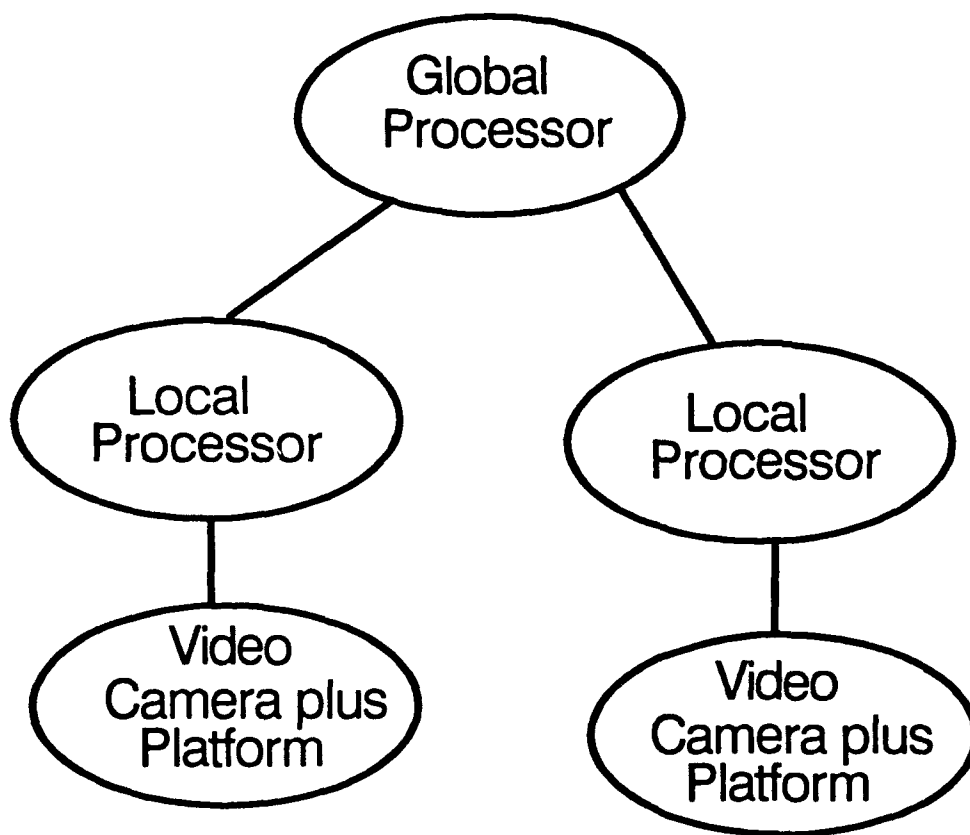 Global
Processor
Local
Processor
Local
Processor
Video
Camera plus
Platform
Video
Camera plus
Platform